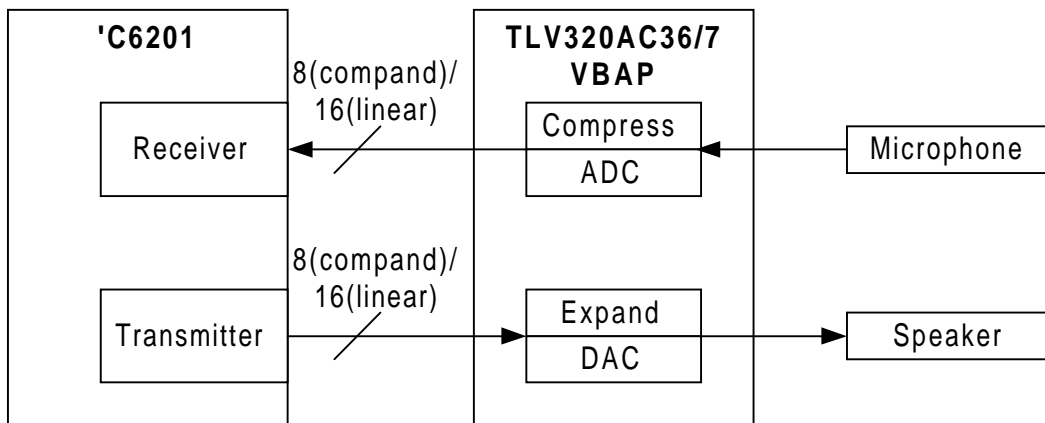 'C6201
TLV320AC36/7
VBAP
8(compand)/
16(linear)
Receiver
Compress
ADC
Microphone
8(compand)/
16(linear)
Transmitter
Expand
DAC
Speaker